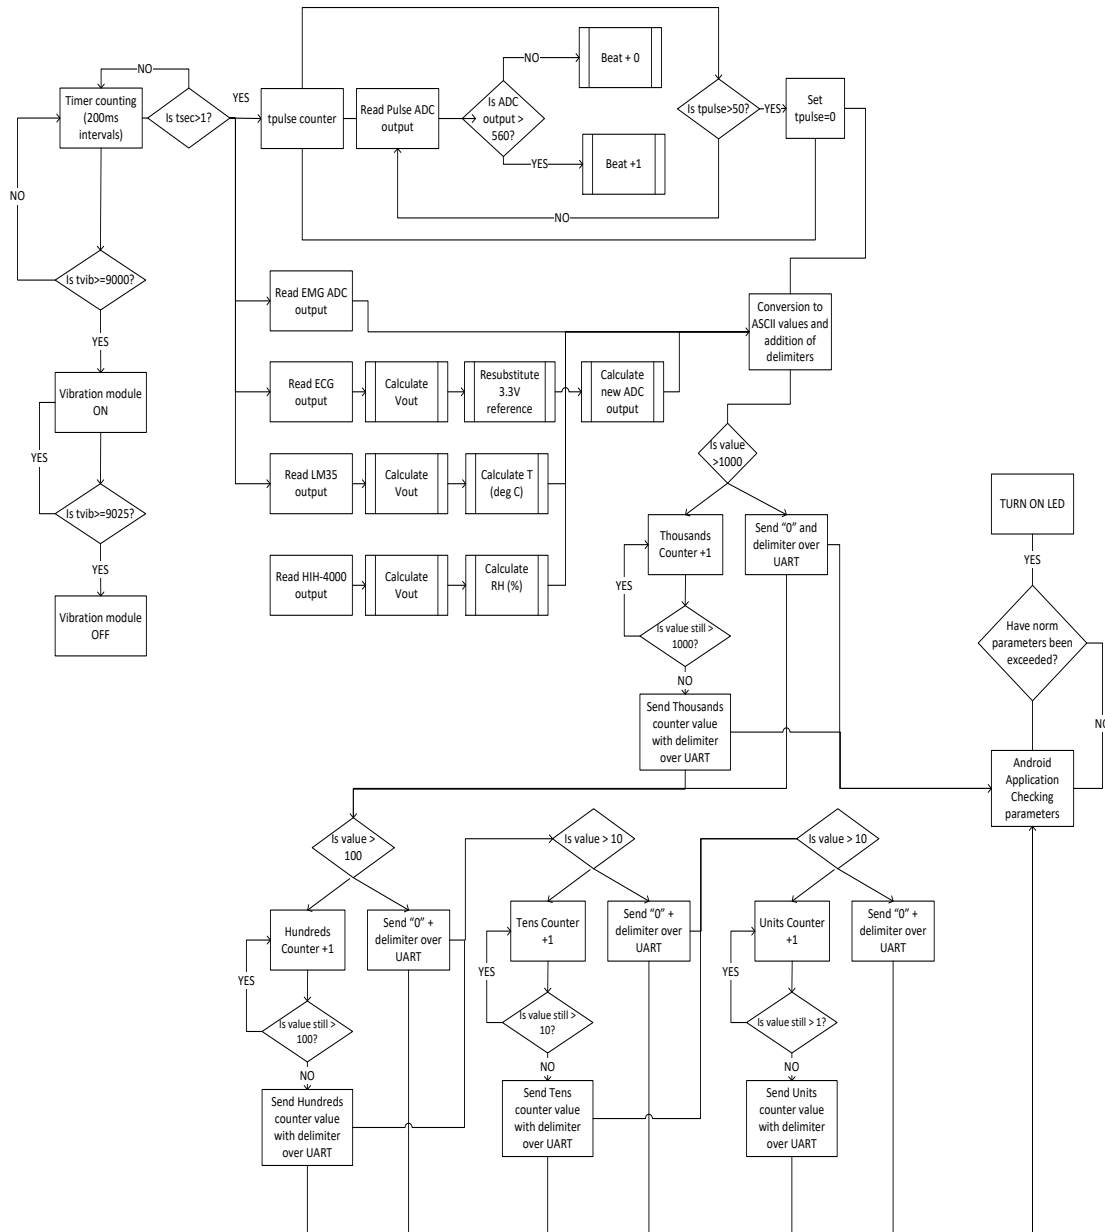 NO
YES
Timer counting
(200ms
intervals)
Is tsec>1?
tpulse counter
Read Pulse ADC
output
Is ADC
output >
560?
NO
Beat + 0
YES
Beat +1
Is tpulse>50?
YES
Set
tpulse=0
NO
NO
Is tvib>=9000?
YES
Vibration module
ON
YES
Is tvib>=9025?
YES
Vibration module
OFF
Read EMG ADC
output
Read ECG
output
Calculate
Vout
Resubstitute
3.3V
reference
Calculate
new ADC
output
Read LM35
output
Calculate
Vout
Calculate T
(deg C)
Read HIH-4000
output
Calculate
Vout
Calculate
RH (%)
Conversion to
ASCII values and
addition of
delimiters
Is value
>1000
Thousands
Counter +1
Send “0” and
delimiter over
UART
YES
Is value still >
1000?
NO
Send Thousands
counter value
with delimiter
over UART
TURN ON LED
YES
Have norm
parameters been
exceeded?
NO
Android
Application
Checking
parameters
Is value >
100
Hundreds
Counter +1
Send “0” +
delimiter over
UART
YES
Is value still >
100?
NO
Send Hundreds
counter value
with delimiter
over UART
Is value > 10
Tens Counter
+1
Send “0” +
delimiter over
UART
YES
Is value still >
10?
NO
Send Tens
counter value
with delimiter
over UART
Is value > 10
Units Counter
+1
Send “0” +
delimiter over
UART
YES
Is value still > 1?
NO
Send Units
counter value
with delimiter
over UART